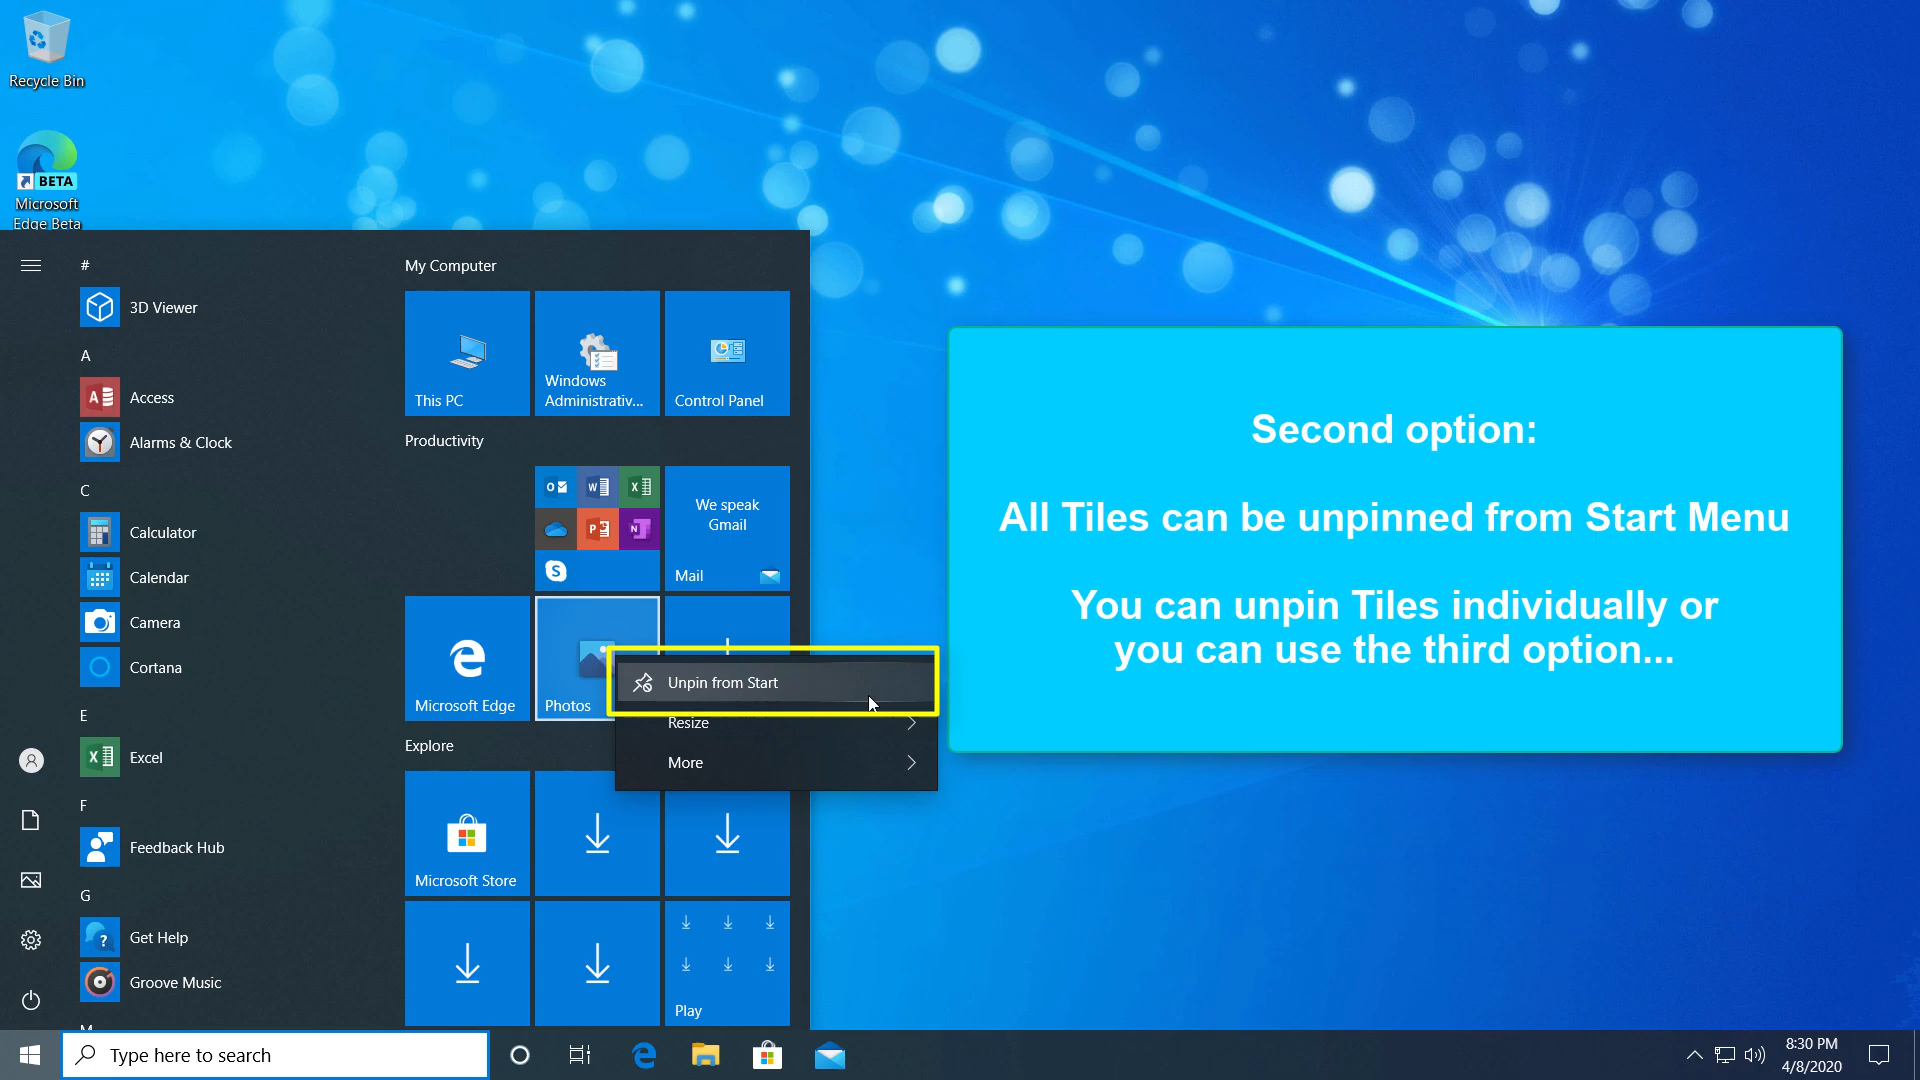 Recycle Bin
BETA
Microsoft
Edge Beta
#
3D Viewer
A
Access
Alarms & Clock
C
Calculator
Calendar
Camera
Cortana
E
Excel
F
Feedback Hub
G
Get Help
Groove Music
M
My Computer
This PC
Windows
Administrativ...
Control Panel
Productivity
We speak
Gmail
Mail
Microsoft Edge
Photos
Unpin from Start
Resize
More
Explore
Microsoft Store
Play
Second option:
All Tiles can be unpinned from Start Menu
You can unpin Tiles individually or
you can use the third option...
Type here to search
8:30 PM
4/8/2020